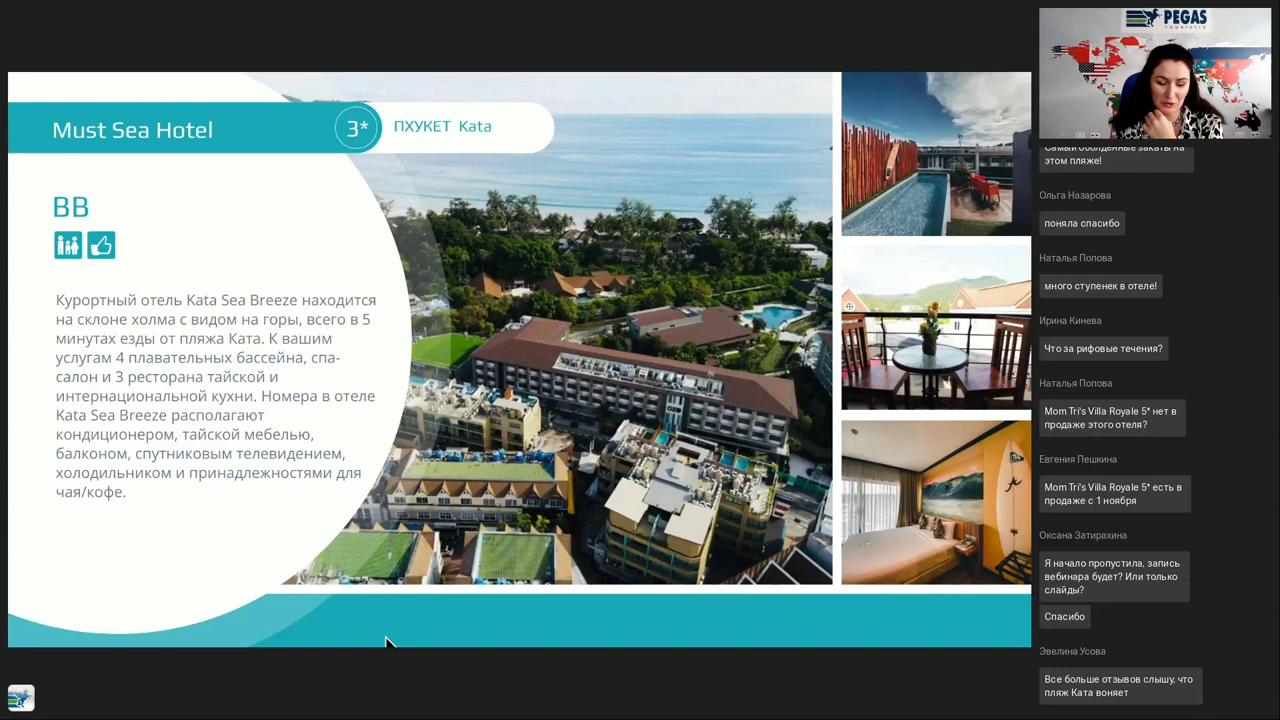 Must Sea Hotel
3*
ПХУКЕТ Kata
BB
Курортный отель Kata Sea Breeze находится
на склоне холма с видом на горы, всего в 5
минутах езды от пляжа Ката. К вашим
услугам 4 плавательных бассейна, спа-
салон и 3 ресторана тайской и
интернациональной кухни. Номера в отеле
Kata Sea Breeze располагают
кондиционером, тайской мебелью,
балконом, спутниковым телевидением,
холодильником и принадлежностями для
чая/кофе.
PEGAS
TOURISTIK
Самый оболденные закаты на
этом пляже!
Ольга Назарова
поняла спасибо
Наталья Попова
много ступенек в отеле!
Ирина Кинева
Что за рифовые течения?
Наталья Попова
Mom Tri's Villa Royale 5* нет в
продаже этого отеля?
Евгения Пешкина
Mom Tri's Villa Royale 5* есть в
продаже с 1 ноября
Оксана Затирахина
Я начало пропустила, запись
вебинара будет? Или только
слайды?
Спасибо
Эвелина Усова
Все больше отзывов слышу, что
пляж Ката воняет